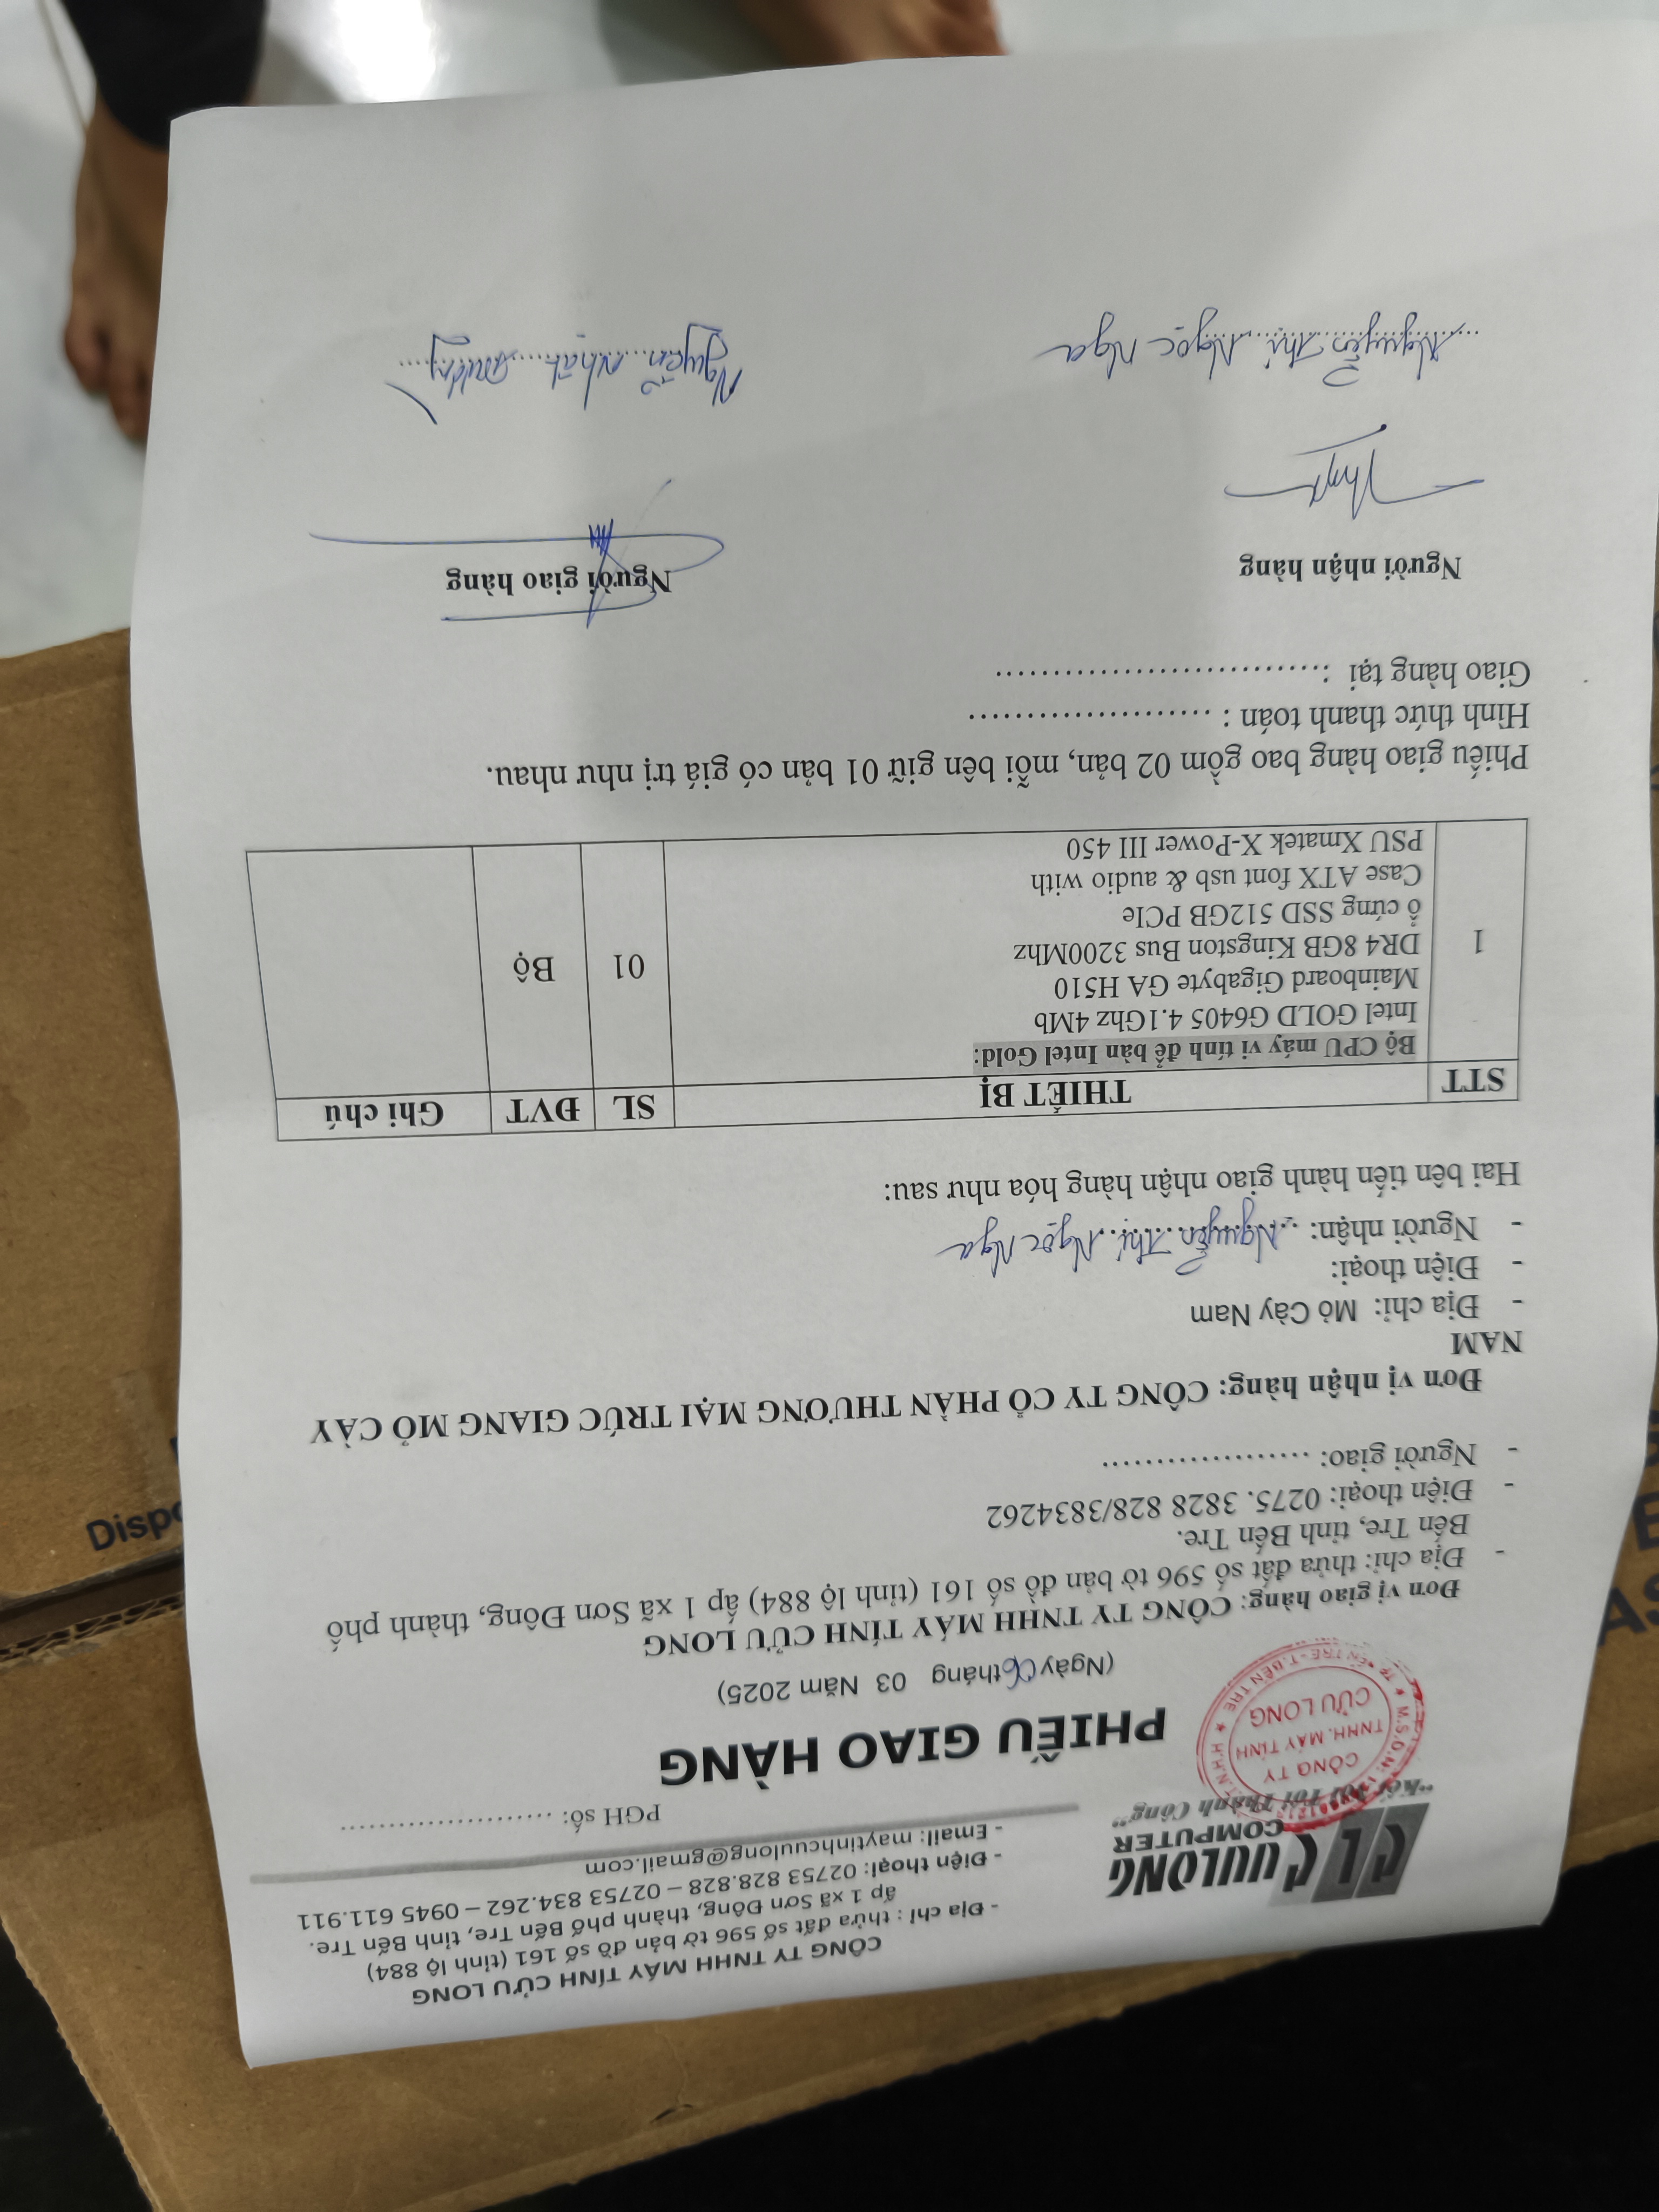 CÔNG TY TNHH MÁY TÍNH CỬU LONG
- Địa chỉ : thửa đất số 596 tờ bản đồ số 161 (tỉnh lộ 884)
ấp 1 xã Sơn Đông, thành phố Bến Tre, tỉnh Bến Tre.
- Điện thoại: 02753 828.828 – 02753 834.262 – 0945 611.911
- Email: maytinhcuulong@gmail.com
CL CUULONG
COMPUTER
Tới Thành Công"
PGH số: ......................
CÔNG TY
TNHH. MÁY TÍNH
CỬU LONG
PHIẾU GIAO HÀNG
(Ngày 06 tháng 03 Năm 2025)
Đơn vị giao hàng: CÔNG TY TNHH MÁY TÍNH CỬU LONG
- Địa chỉ: thửa đất số 596 tờ bản đồ số 161 (tỉnh lộ 884) ấp 1 xã Sơn Đông, thành phố
Bến Tre, tỉnh Bến Tre.
- Điện thoại: 0275. 3828 828/3834262
- Người giao: ......................
Đơn vị nhận hàng: CÔNG TY CỔ PHẦN THƯƠNG MẠI TRÚC GIANG MỎ CÀY
NAM
- Địa chỉ: Mỏ Cày Nam
- Điện thoại:
- Người nhận: Nguyễn Thị Ngọc Nga
Hai bên tiến hành giao nhận hàng hóa như sau:
STT THIẾT BỊ SL ĐVT Ghi chú
Bộ CPU máy vi tính để bàn Intel Gold:
Intel GOLD G6405 4.1Ghz 4Mb
Mainboard Gigabyte GA H510
1 DR4 8GB Kingston Bus 3200Mhz 01 Bộ
ổ cứng SSD 512GB PCIe
Case ATX font usb & audio with
PSU Xmatek X-Power III 450
Phiếu giao hàng bao gồm 02 bản, mỗi bên giữ 01 bản có giá trị như nhau.
Hình thức thanh toán : ......................
Giao hàng tại : ..............................
Người nhận hàng Người giao hàng
Nguyễn Thị Ngọc Nga Nguyễn Nhật
Dispo